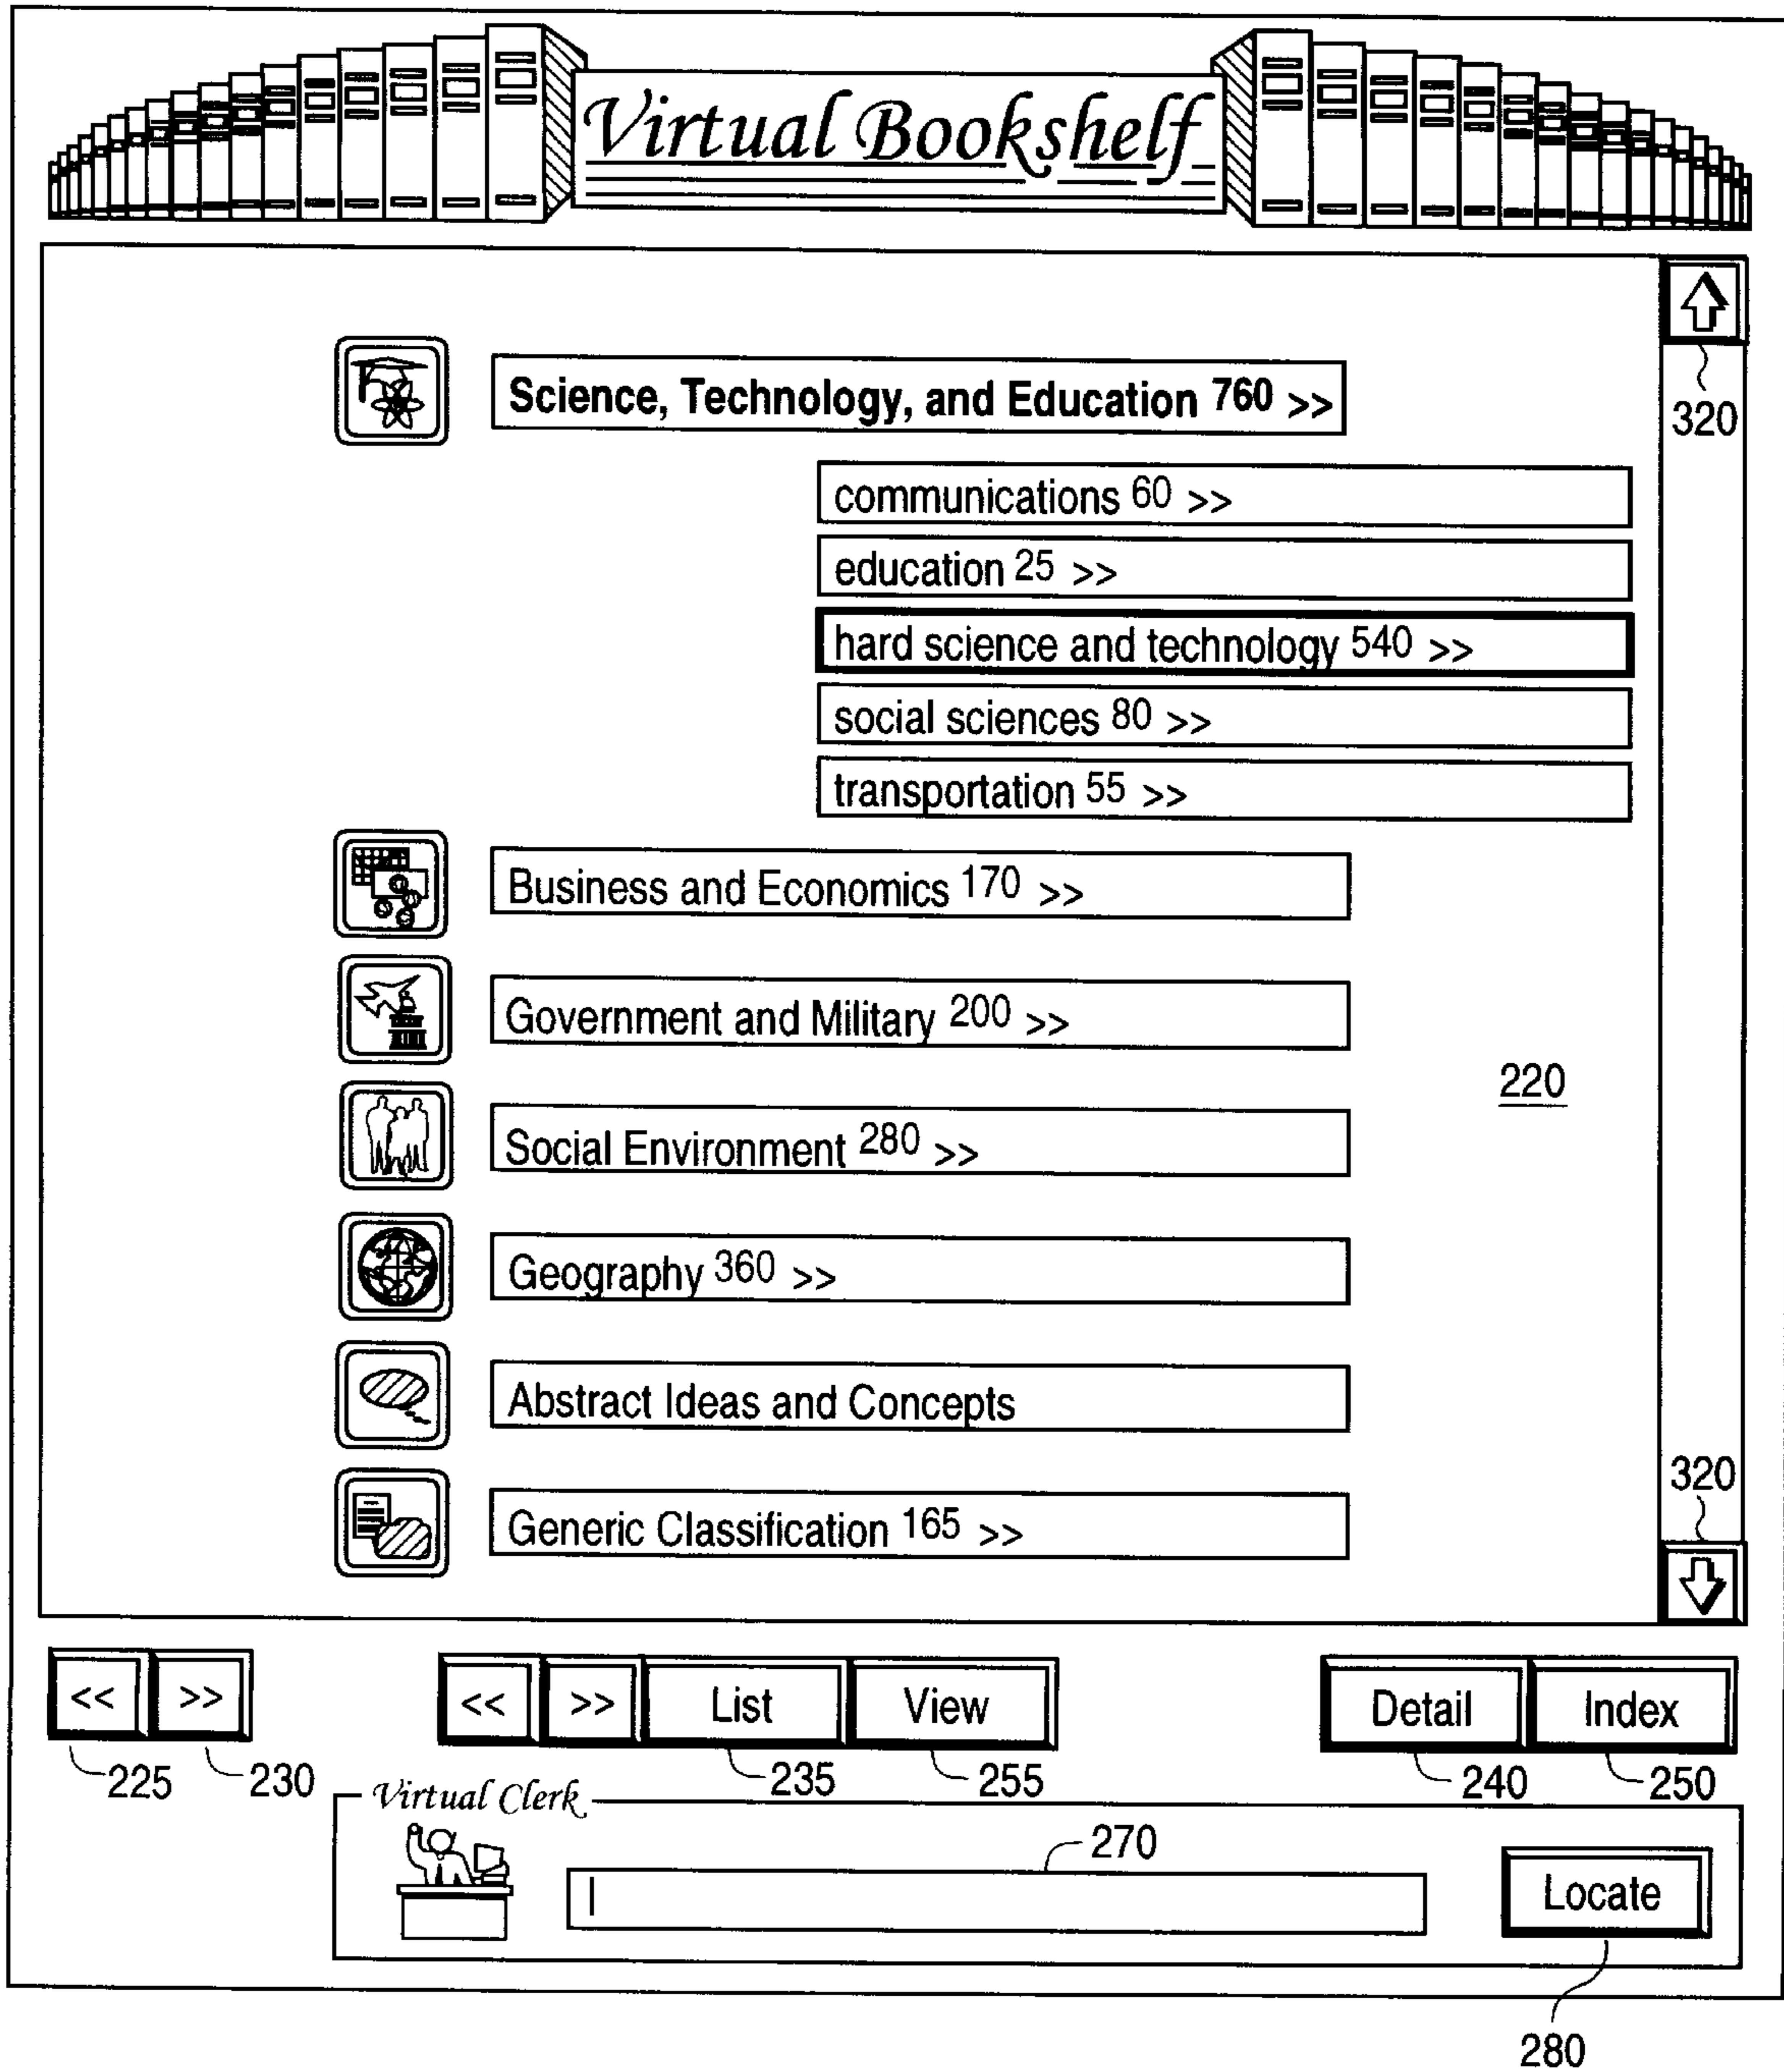 Virtual Bookshelf
Science, Technology, and Education 760 >>
320
communications 60 >>
education 25 >>
hard science and technology 540 >>
social sciences 80 >>
transportation 55 >>
Business and Economics 170 >>
Government and Military 200 >>
220
Social Environment 280 >>
Geography 360 >>
Abstract Ideas and Concepts
320
Generic Classification 165 >>
<< >> << >> List View Detail Index
225 230 235 255 240 250
Virtual Clerk
270
Locate
280